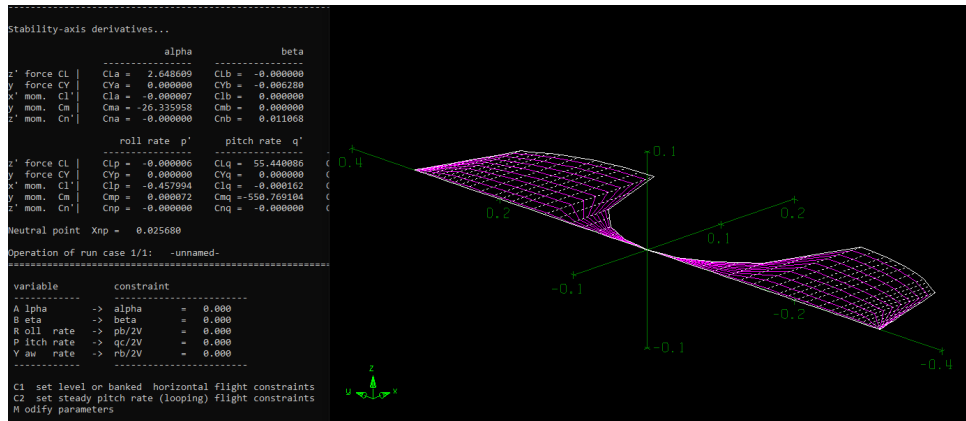 Stability-axis derivatives...
alpha beta
z' force CL | CLa = 2.648609 CLb = -0.000000
y force CY | CYa = 0.000000 CYb = -0.006280
x' mom. Cl'| Cla = -0.000007 Clb = 0.000000
y mom. Cm | Cma = -26.335958 Cmb = -0.000000
z' mom. Cn'| Cna = -0.000000 Cnb = 0.011068
roll rate p' pitch rate q'
z' force CL | CLp = -0.000006 CLq = 55.440086 C
y force CY | CYp = -0.000000 CYq = 0.000000 C
x' mom. Cl'| Clp = -0.457994 Clq = -0.000162 C
y mom. Cm | Cmp = 0.000072 Cmq =-550.769104 C
z' mom. Cn'| Cnp = -0.000000 Cnq = -0.000000 C
Neutral point Xnp = 0.025680
Operation of run case 1/1: -unnamed-
variable constraint
A lpha -> alpha = 0.000
B eta -> beta = 0.000
R oll rate -> pb/2V = 0.000
P itch rate -> qc/2V = 0.000
Y aw rate -> rb/2V = 0.000
C1 set level or banked horizontal flight constraints
C2 set steady pitch rate (looping) flight constraints
M odify parameters
0.4
0.1
0.2
0.2
0.1
-0.1
-0.2
-0.1
-0.4
z
y
x